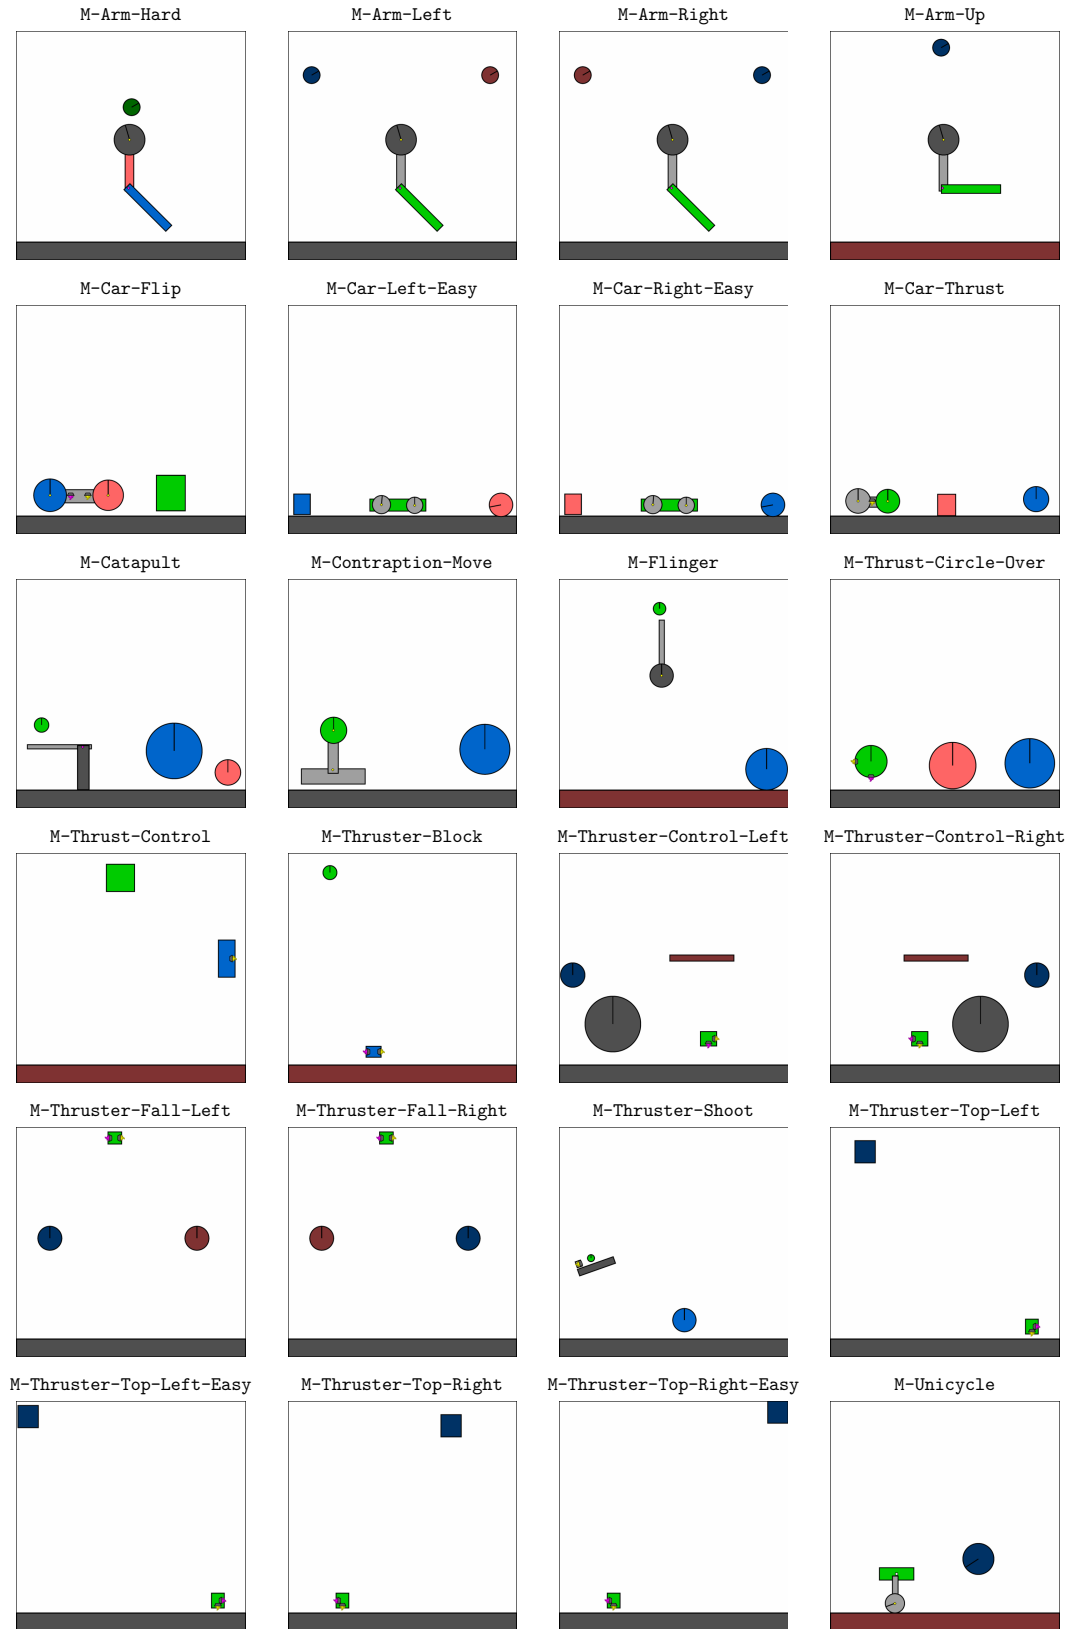 M-Arm-Hard
M-Arm-Left
M-Arm-Right
M-Arm-Up
M-Car-Flip
M-Car-Left-Easy
M-Car-Right-Easy
M-Car-Thrust
M-Catapult
M-Contraption-Move
M-Flinger
M-Thrust-Circle-Over
M-Thrust-Control
M-Thruster-Block
M-Thruster-Control-Left
M-Thruster-Control-Right
M-Thruster-Fall-Left
M-Thruster-Fall-Right
M-Thruster-Shoot
M-Thruster-Top-Left
M-Thruster-Top-Left-Easy
M-Thruster-Top-Right
M-Thruster-Top-Right-Easy
M-Unicycle